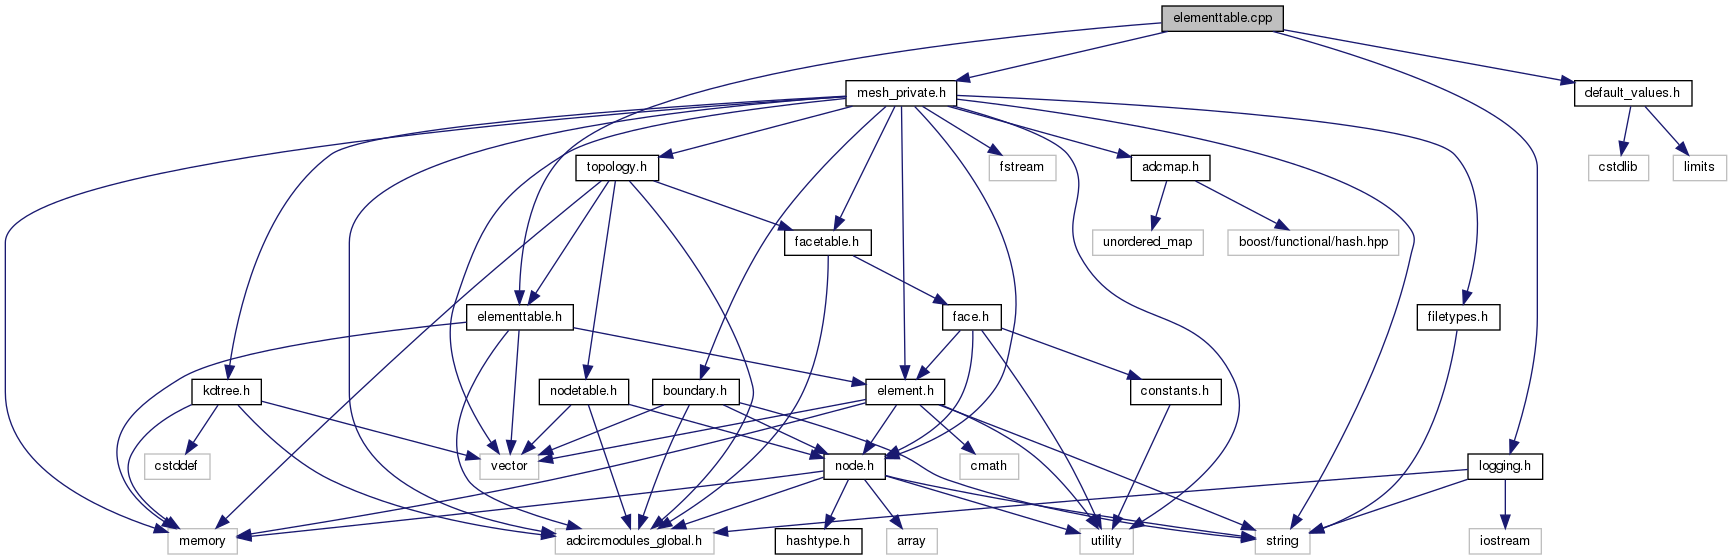 elementtable.cpp
mesh_private.h
default_values.h
topology.h
fstream
adcmap.h
cstdlib
limits
facetable.h
unordered_map
boost/functional/hash.hpp
elementtable.h
face.h
filetypes.h
kdtree.h
nodetable.h
boundary.h
element.h
constants.h
cstddef
vector
node.h
cmath
logging.h
memory
adcircmodules_global.h
hashtype.h
array
utility
string
iostream